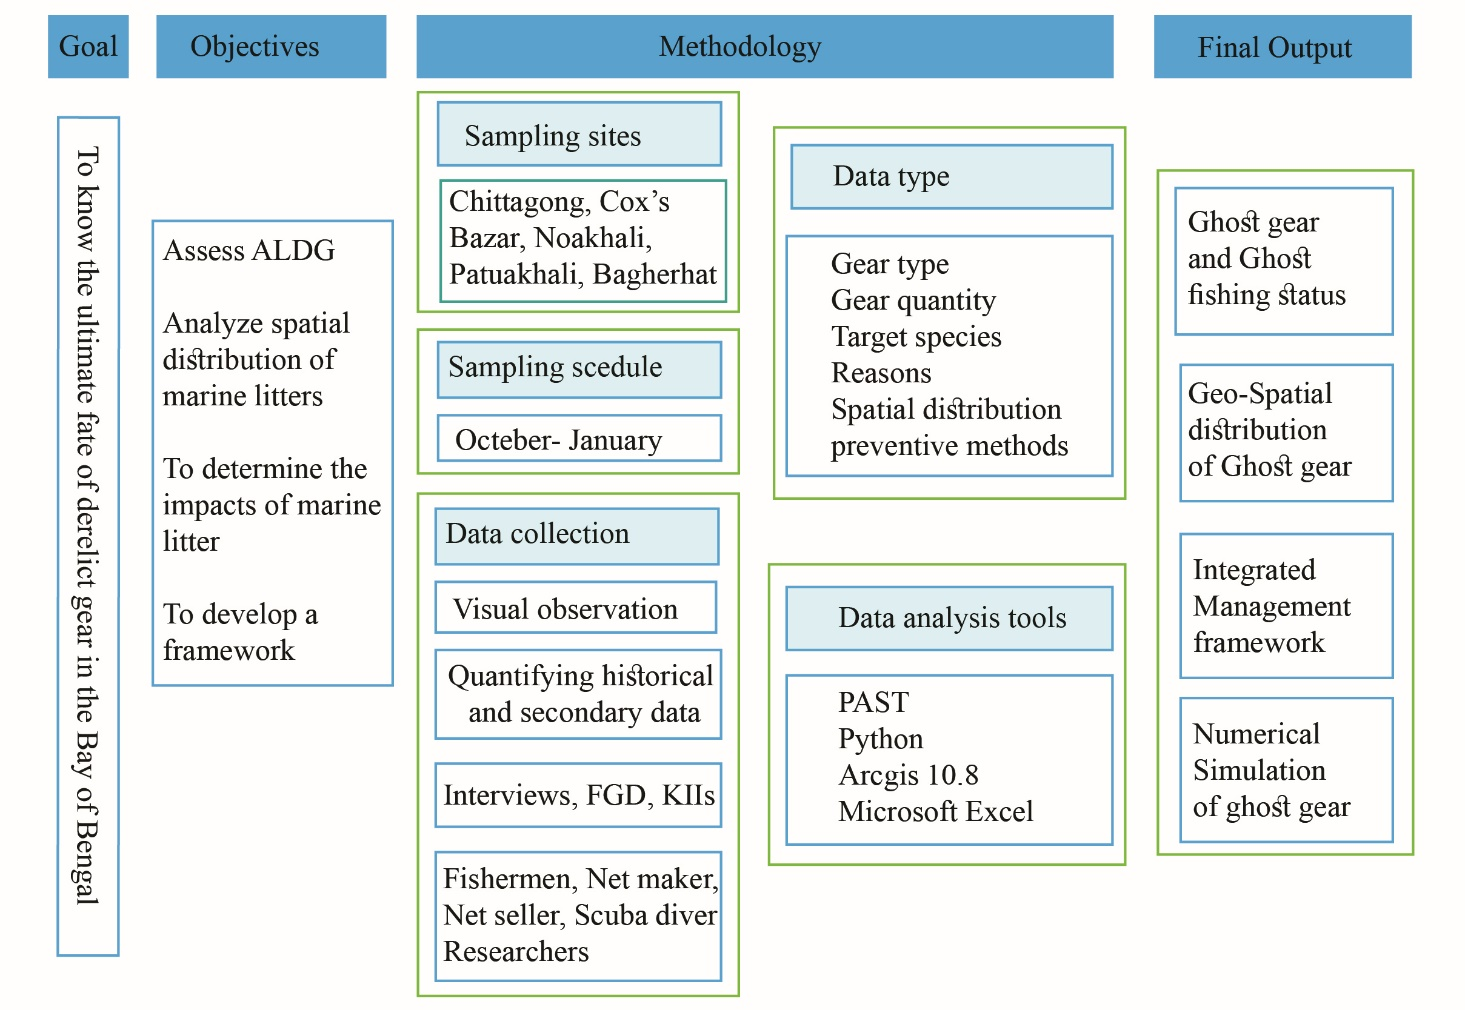 Goal
Objectives
Methodology
Final Output
To know the ultimate fate of derelict gear in the Bay of Bengal
Assess ALDG
Analyze spatial
distribution of
marine litters
To determine the
impacts of marine
litter
To develop a
framework
Sampling sites
Chittagong, Cox's
Bazar, Noakhali,
Patuakhali, Bagherhat
Sampling scedule
Octeber- January
Data collection
Visual observation
Quantifying historical
and secondary data
Interviews, FGD, KIIs
Fishermen, Net maker,
Net seller, Scuba diver
Researchers
Data type
Gear type
Gear quantity
Target species
Reasons
Spatial distribution
preventive methods
Data analysis tools
PAST
Python
Arcgis 10.8
Microsoft Excel
Ghost gear
and Ghost
fishing status
Geo-Spatial
distribution
of Ghost gear
Integrated
Management
framework
Numerical
Simulation
of ghost gear